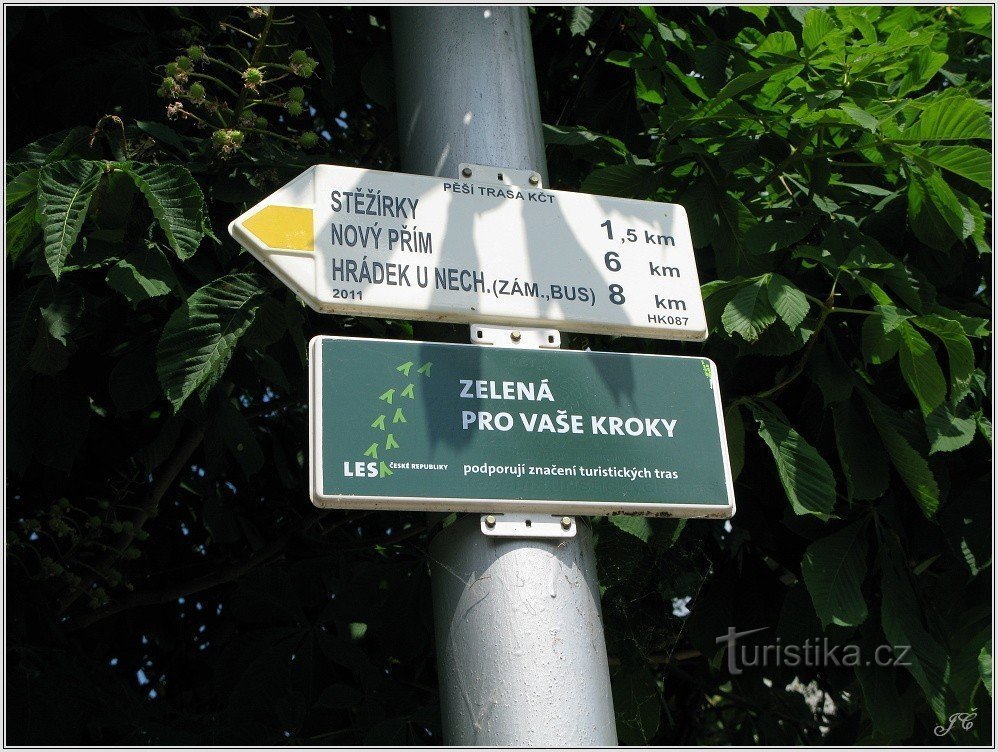 PĚŠÍ TRASA KČT
STĚŽÍRKY 1,5 km
NOVÝ PŘÍM 6 km
HRÁDEK U NECH.(ZÁM.,BUS) 8 km
2011 HK087
ZELENÁ
PRO VAŠE KROKY
LESY ČESKÉ REPUBLIKY podporují značení turistických tras
Turistika.cz
JČ